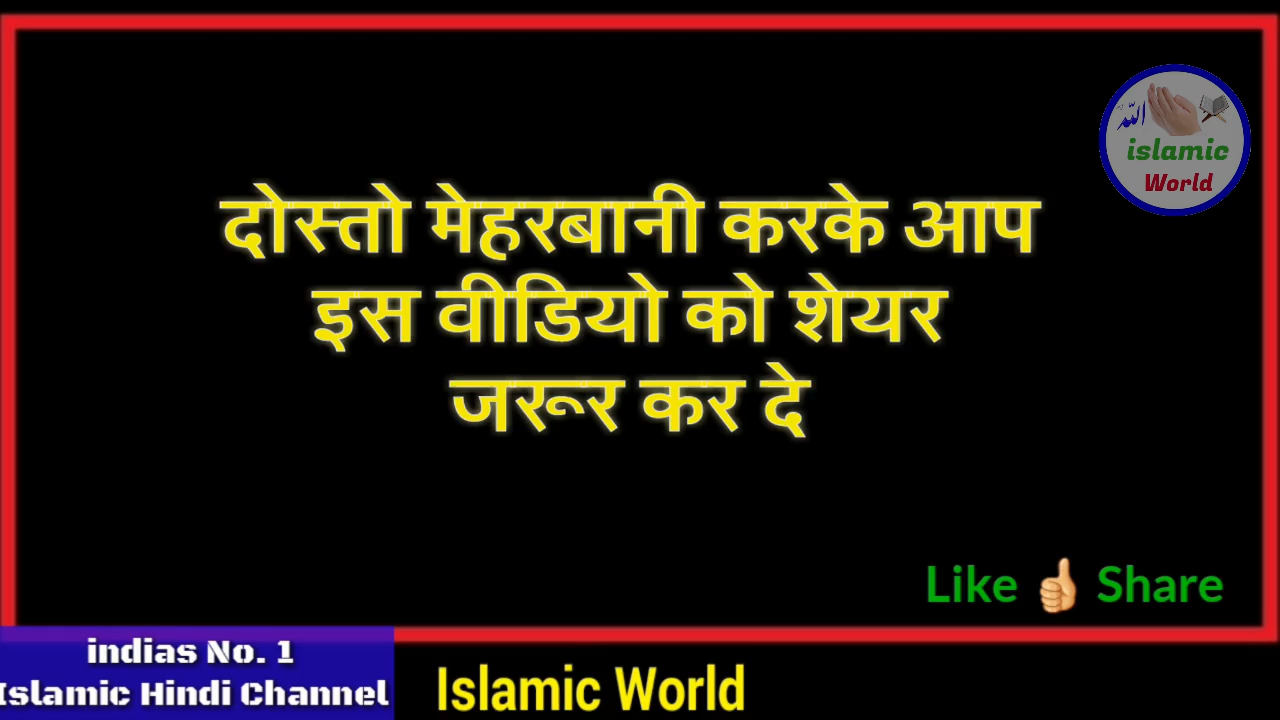 الله
islamic
World
दोस्तो मेहरबानी करके आप
इस वीडियो को शेयर
जरूर कर दे
Like 👍 Share
indias No. 1
Islamic Hindi Channel
Islamic World